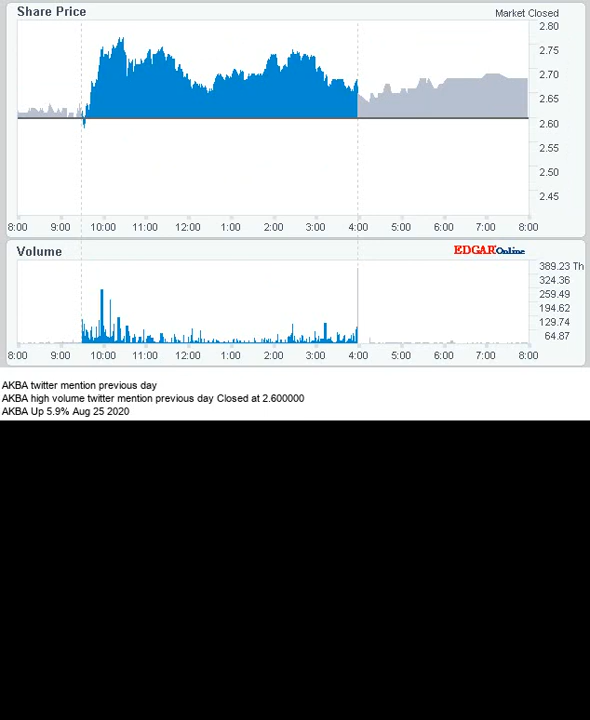 Share Price
Market Closed
2.80
2.75
2.70
2.65
2.60
2.55
2.50
2.45
8:00 9:00 10:00 11:00 12:00 1:00 2:00 3:00 4:00 5:00 6:00 7:00 8:00
Volume
EDGAR Online
389.23 Th
324.36
259.49
194.62
129.74
64.87
8:00 9:00 10:00 11:00 12:00 1:00 2:00 3:00 4:00 5:00 6:00 7:00 8:00
AKBA twitter mention previous day
AKBA high volume twitter mention previous day Closed at 2.600000
AKBA Up 5.9% Aug 25 2020